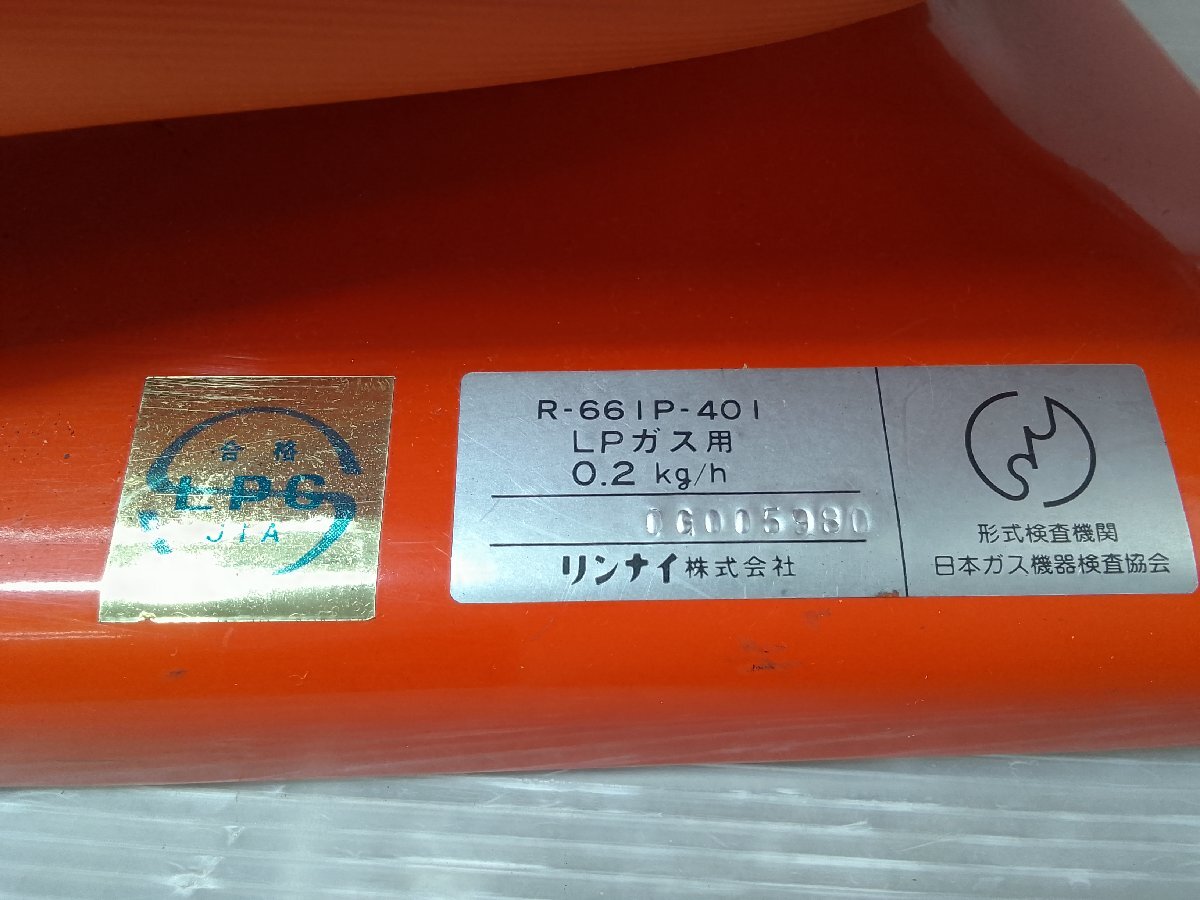 合格
LPG
JIA
R-661P-401
LPガス用
0.2 kg/h
0G005980
リンナイ株式会社
形式検査機関
日本ガス機器検査協会